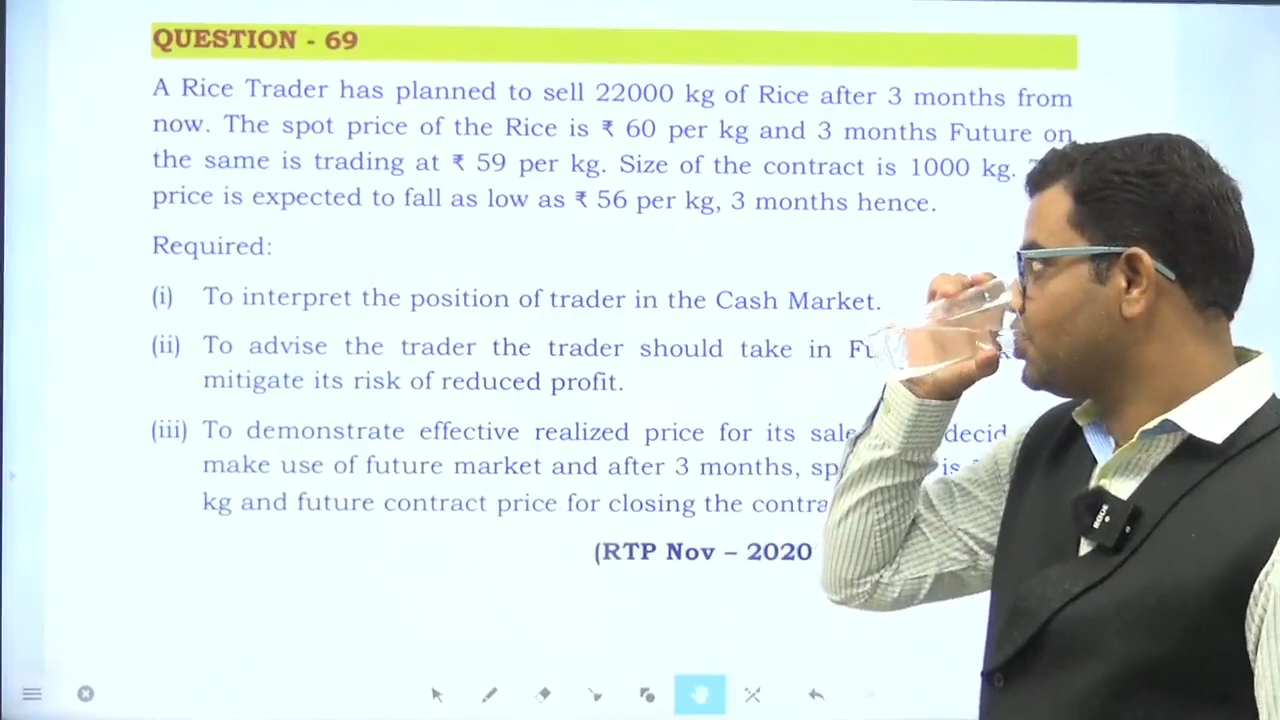 QUESTION - 69
A Rice Trader has planned to sell 22000 kg of Rice after 3 months from
now. The spot price of the Rice is ₹ 60 per kg and 3 months Future on
the same is trading at ₹ 59 per kg. Size of the contract is 1000 kg.
price is expected to fall as low as ₹ 56 per kg, 3 months hence.
Required:
(i) To interpret the position of trader in the Cash Market.
(ii) To advise the trader the trader should take in
mitigate its risk of reduced profit.
(iii) To demonstrate effective realized price for its
make use of future market and after 3 months,
kg and future contract price for closing the
(RTP Nov – 2020
RODE